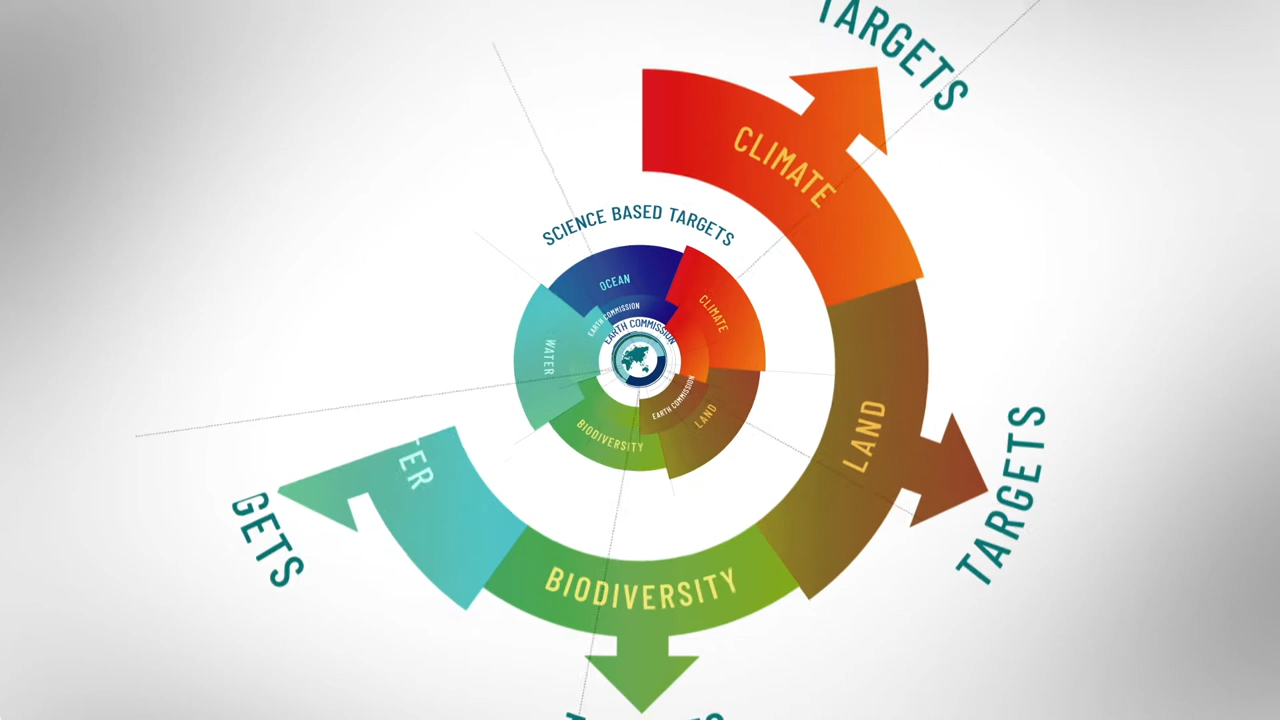 TARGETS
CLIMATE
SCIENCE BASED TARGETS
OCEAN
CLIMATE
EARTH COMMISSION
EARTH COMMISSION
WATER
EARTH COMMISSION
LAND
BIODIVERSITY
LAND
TARGETS
TER
GETS
BIODIVERSITY